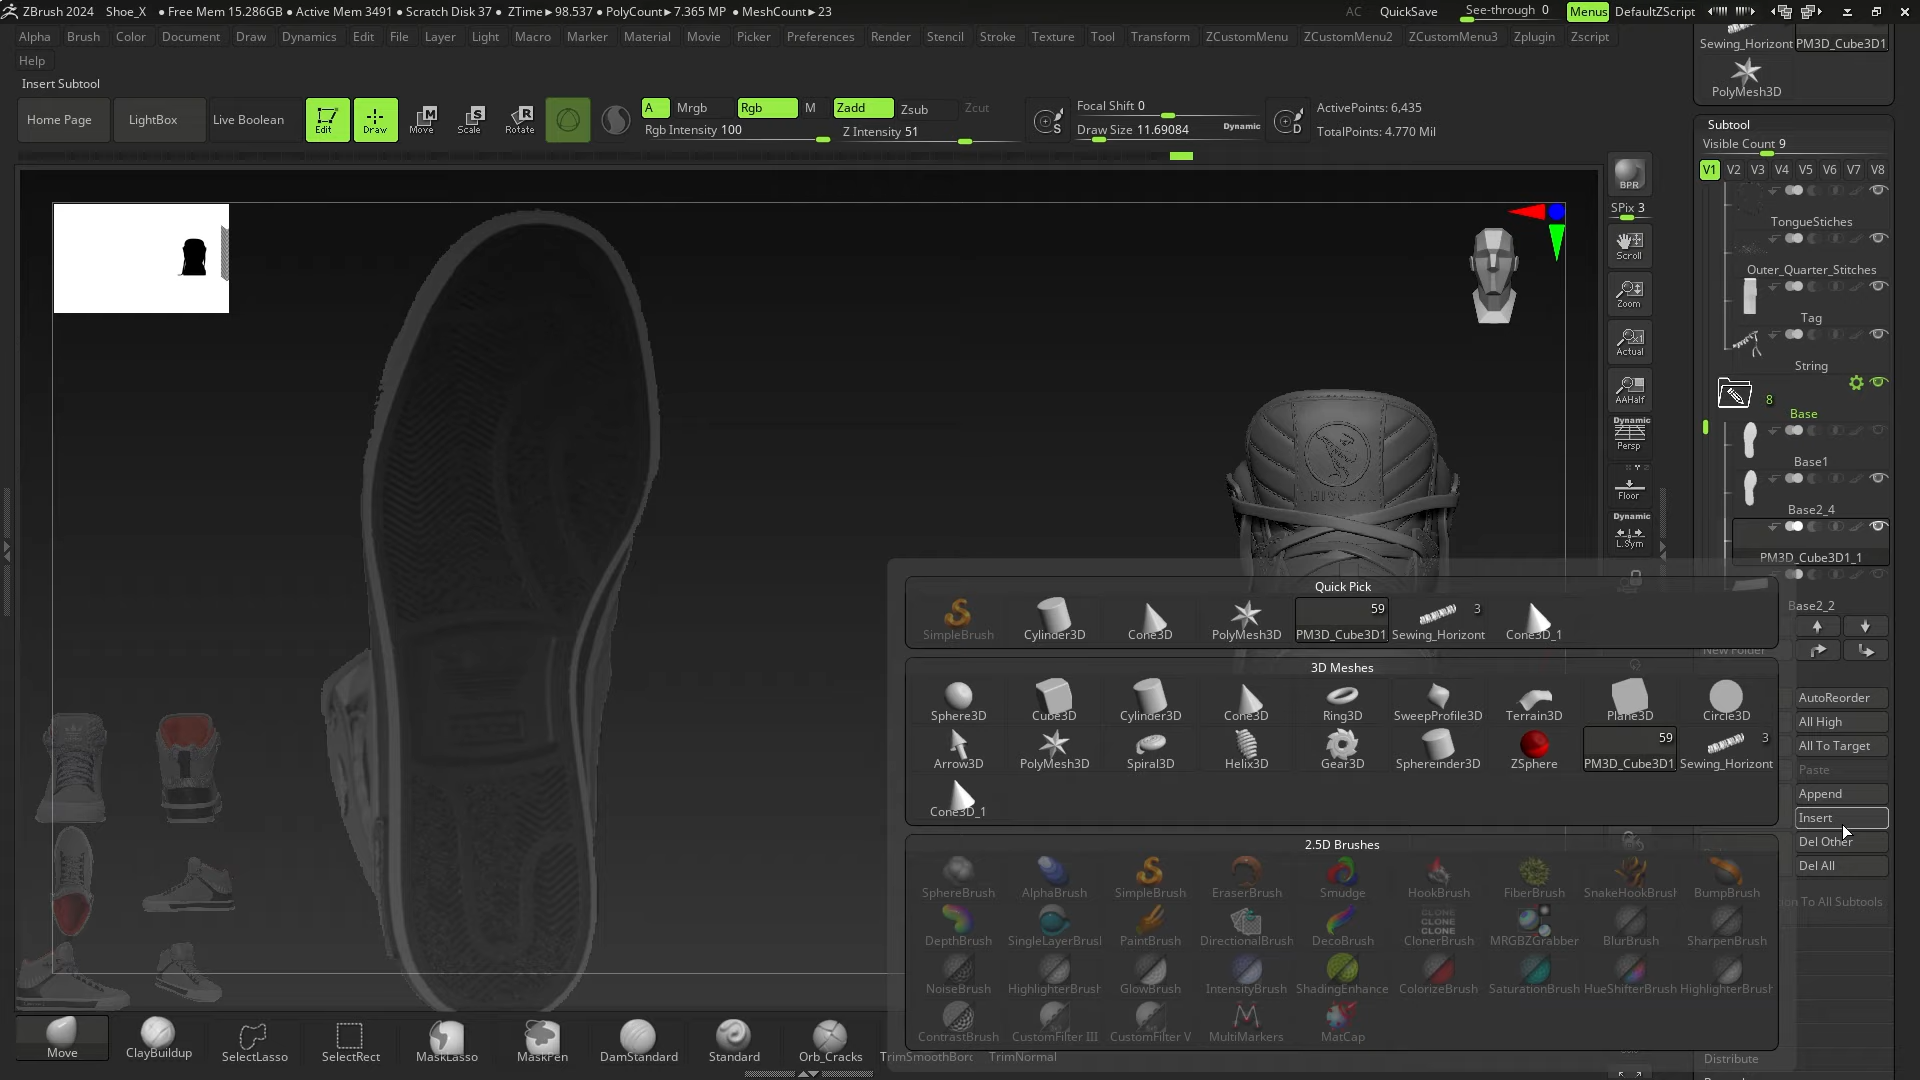 ZBrush 2024 Shoe_X ● Free Mem 15.286GB ● Active Mem 3491 ● Scratch Disk 37 ● ZTime►98.537 ● PolyCount►7.365 MP ● MeshCount►23
AC QuickSave See-through 0 Menus DefaultZScript
Alpha Brush Color Document Draw Dynamics Edit File Layer Light Macro Marker Material Movie Picker Preferences Render Stencil Stroke Texture Tool Transform ZCustomMenu ZCustomMenu2 ZCustomMenu3 Zplugin Zscript
Help
Insert Subtool
Home Page LightBox Live Boolean Edit Draw Move Scale Rotate
A Mrgb Rgb M Zadd Zsub Zcut
Rgb Intensity 100 Z Intensity 51
Focal Shift 0
Draw Size 11.69084 Dynamic
ActivePoints: 6,435
TotalPoints: 4.770 Mil
Sewing_Horizont PM3D_Cube3D1
PolyMesh3D
Subtool
Visible Count 9
V1 V2 V3 V4 V5 V6 V7 V8
TongueStiches
Outer_Quarter_Stitches
Tag
String
8
Base
Base1
Base2_4
PM3D_Cube3D1_1
Base2_2
New Folder
AutoReorder
All High
All To Target
Paste
Append
Insert
Del Other
Del All
To All Subtools
Distribute
BPR
SPix 3
Scroll
Zoom
Actual
AAHalf
Dynamic
Persp
Floor
Dynamic
L.Sym
Quick Pick
SimpleBrush Cylinder3D Cone3D PolyMesh3D 59 PM3D_Cube3D1 3 Sewing_Horizont Cone3D_1
3D Meshes
Sphere3D Cube3D Cylinder3D Cone3D Ring3D SweepProfile3D Terrain3D Plane3D Circle3D
Arrow3D PolyMesh3D Spiral3D Helix3D Gear3D Sphereinder3D ZSphere 59 PM3D_Cube3D1 3 Sewing_Horizont
Cone3D_1
2.5D Brushes
SphereBrush AlphaBrush SimpleBrush EraserBrush Smudge HookBrush FiberBrush SnakeHookBrush BumpBrush
CLONE
CLONE
CLONE
DepthBrush SingleLayerBrusl PaintBrush DirectionalBrush DecoBrush ClonerBrush MRGBZGrabber BlurBrush SharpenBrush
NoiseBrush HighlighterBrush GlowBrush IntensityBrush ShadingEnhance ColorizeBrush SaturationBrush HueShifterBrush HighlighterBrush
ContrastBrush CustomFilter III CustomFilter V MultiMarkers MatCap
Move ClayBuildup SelectLasso SelectRect MaskLasso MaskPen DamStandard Standard Orb_Cracks TrimSmoothBord TrimNormal